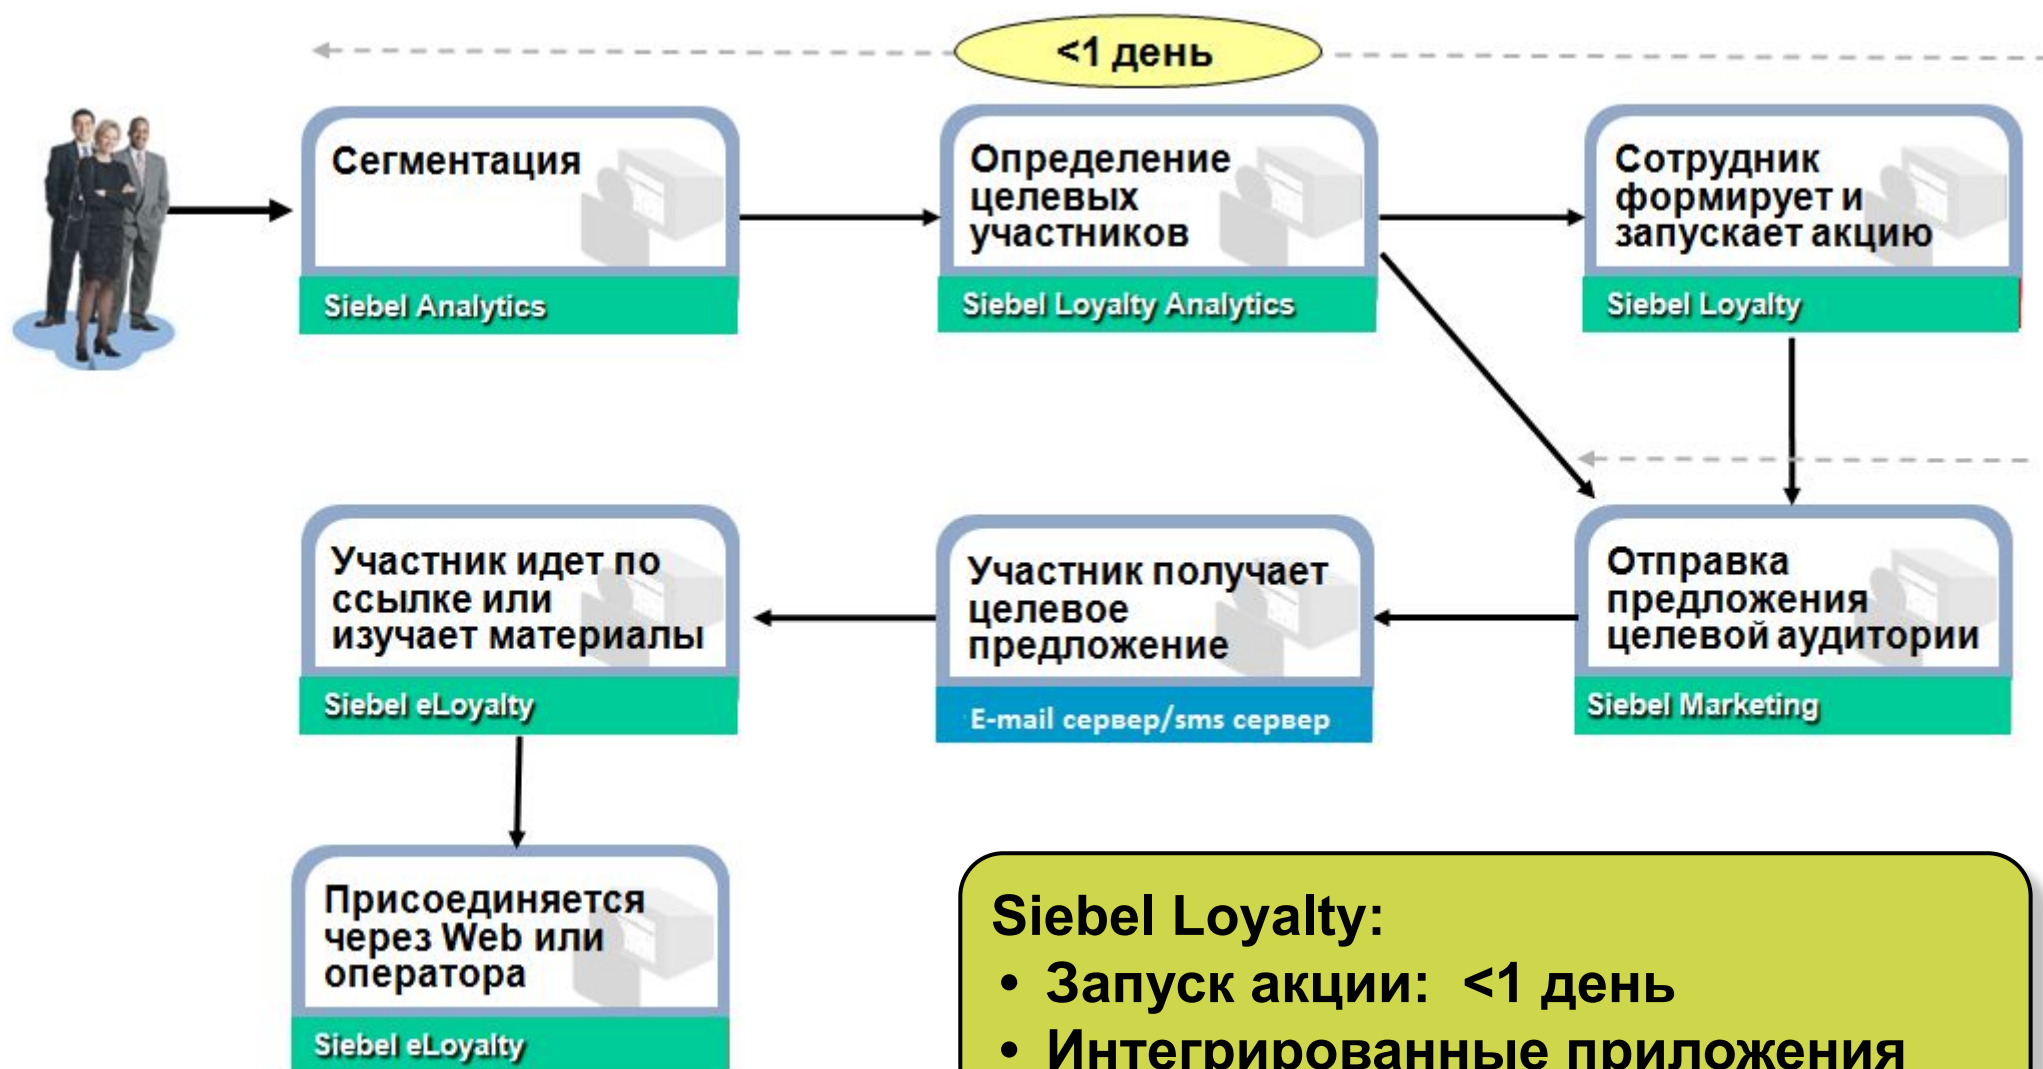 <1 день
Сегментация
Siebel Analytics
Определение
целевых
участников
Siebel Loyalty Analytics
Сотрудник
формирует и
запускает акцию
Siebel Loyalty
Участник идет по
ссылке или
изучает материалы
Siebel eLoyalty
Участник получает
целевое
предложение
E-mail сервер/sms сервер
Отправка
предложения
целевой аудитории
Siebel Marketing
Присоединяется
через Web или
оператора
Siebel eLoyalty
Siebel Loyalty:
• Запуск акции: <1 день
• Интегрированные приложения